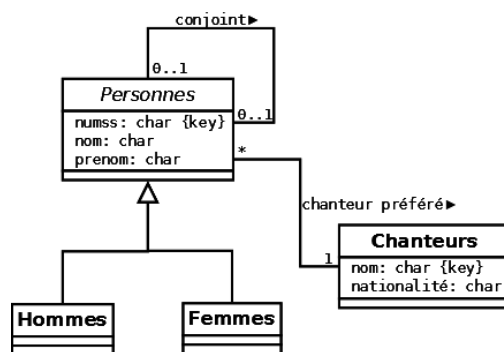 conjoint▶
0..1
Personnes
numss: char {key}
nom: char
prenom: char
0..1
*
chanteur préféré▶
1
Chanteurs
nom: char {key}
nationalité: char
Hommes
Femmes